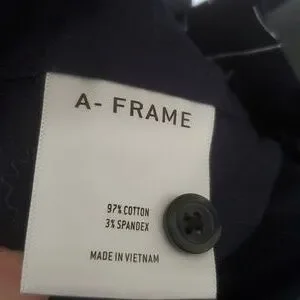 A- FRAME
97% COTTON
3% SPANDEX
MADE IN VIETNAM